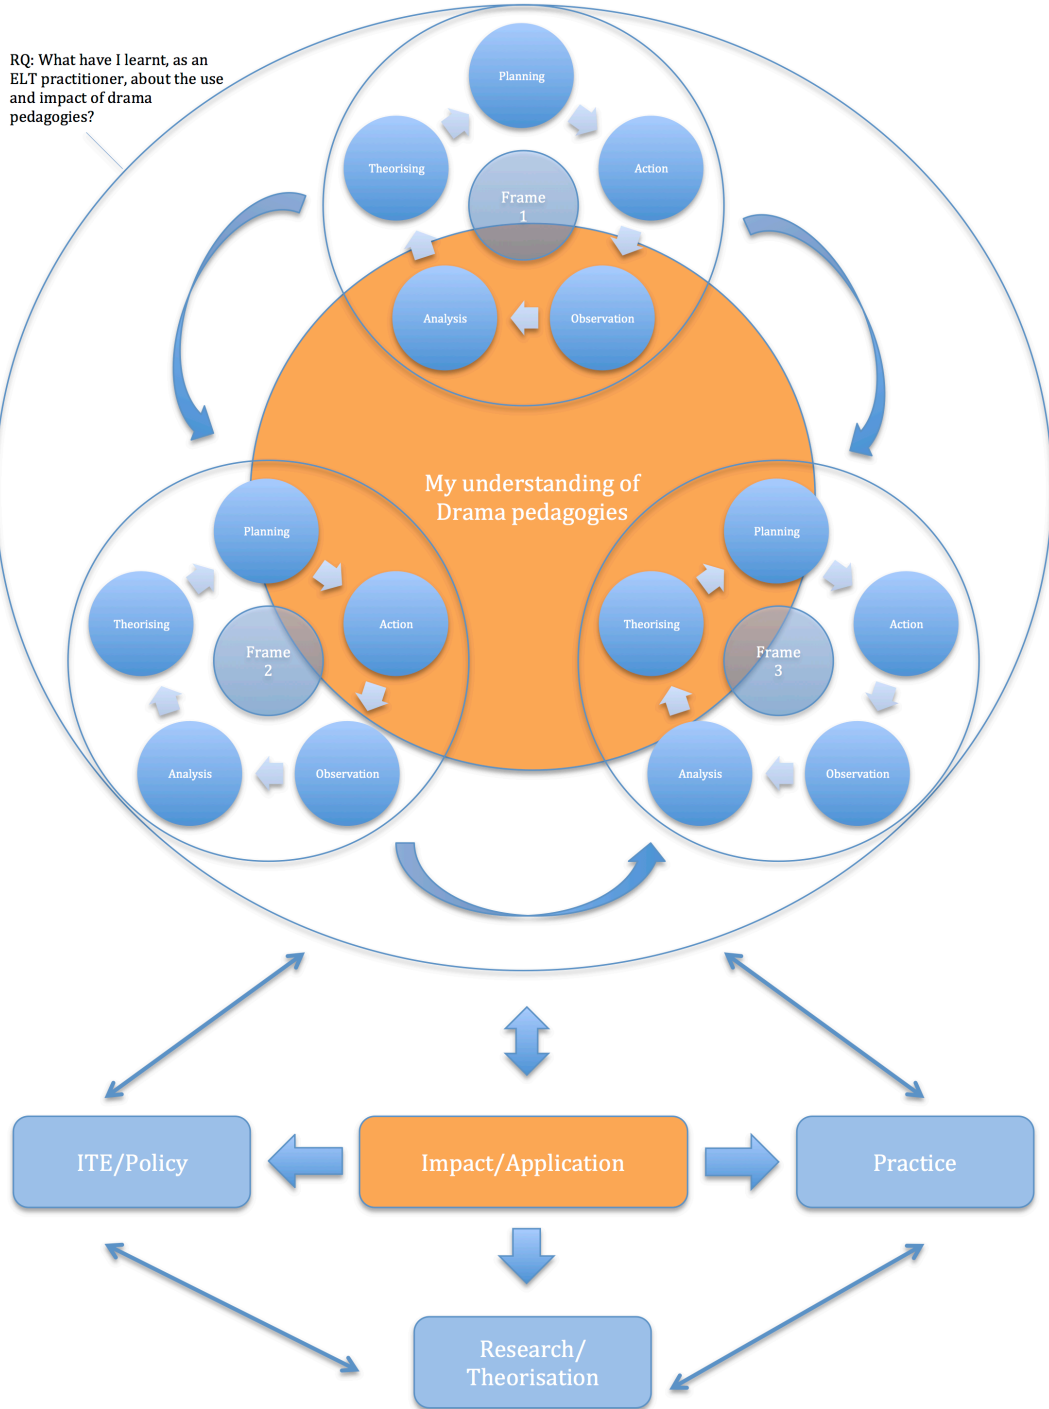 RQ: What have I learnt, as an
ELT practitioner, about the use
and impact of drama
pedagogies?
Planning
Theorising
Action
Frame
1
Analysis
Observation
My understanding of
Drama pedagogies
Planning
Theorising
Action
Frame
2
Analysis
Observation
Planning
Theorising
Action
Frame
3
Analysis
Observation
ITE/Policy
Impact/Application
Practice
Research/
Theorisation